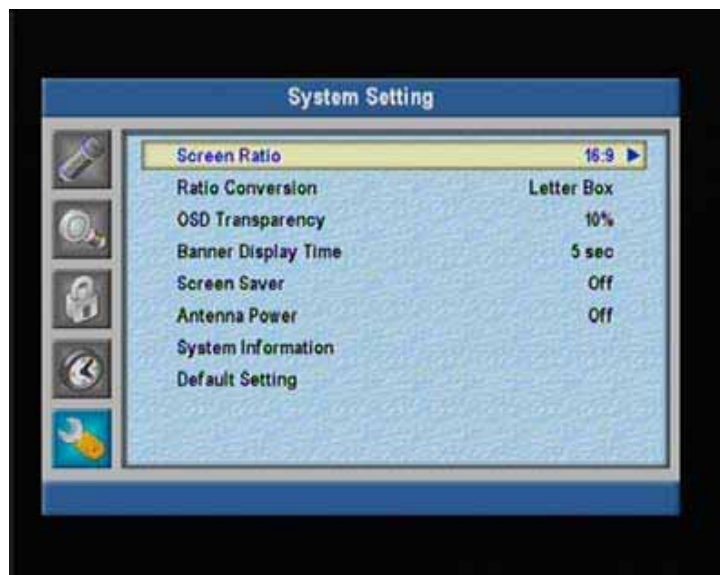 System Setting
Screen Ratio 16:9
Ratio Conversion Letter Box
OSD Transparency 10%
Banner Display Time 5 sec
Screen Saver Off
Antenna Power Off
System Information
Default Setting